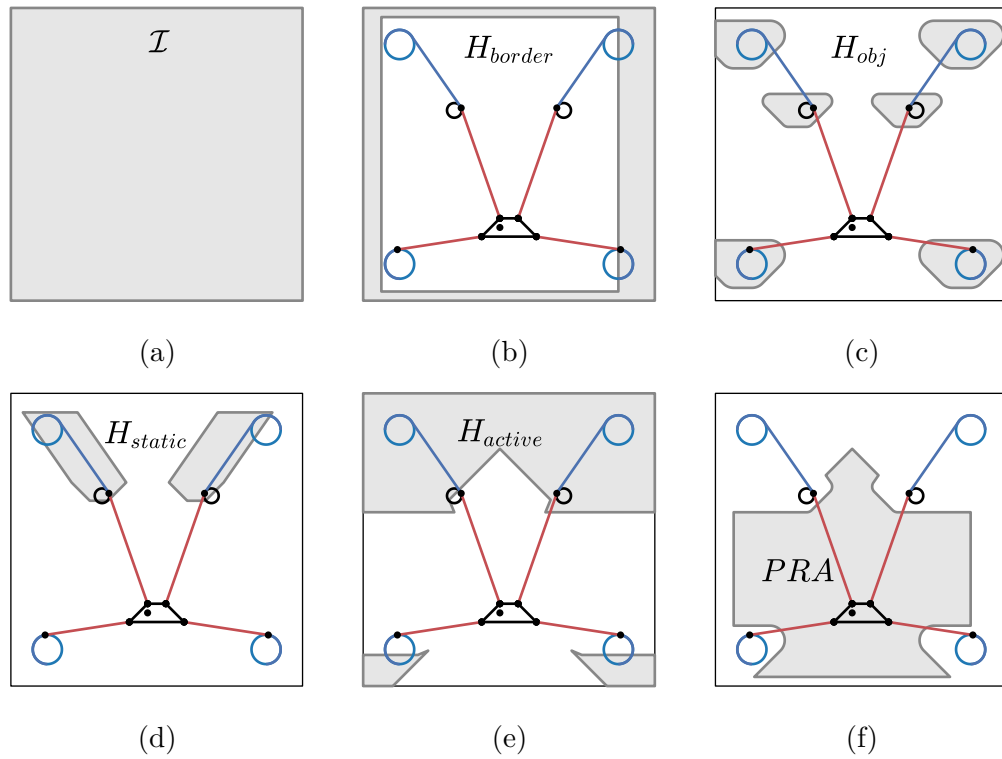 𝓘
H_border
H_obj
(a)
(b)
(c)
H_static
H_active
PRA
(d)
(e)
(f)